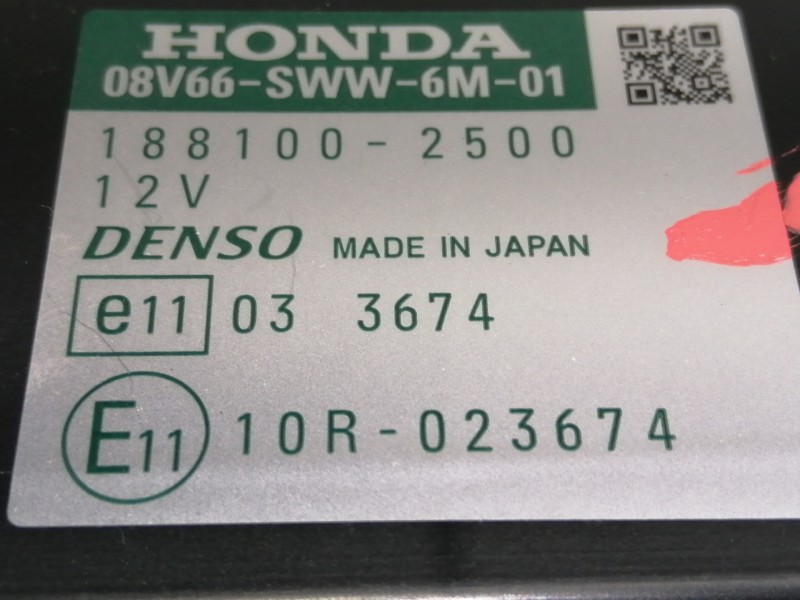 HONDA
08V66-SWW-6M-01
188100-2500
12V
DENSO MADE IN JAPAN
e11 03 3674
E11 10R-023674